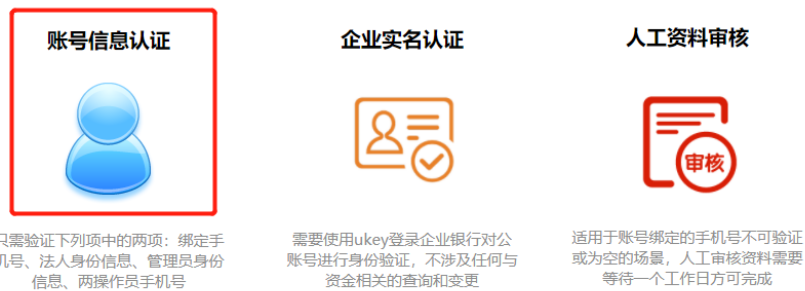 账号信息认证
只需验证下列项中的两项：绑定手
机号、法人身份信息、管理员身份
信息、两操作员手机号
企业实名认证
需要使用ukey登录企业银行对公
账号进行身份验证，不涉及任何与
资金相关的查询和变更
人工资料审核
审核
适用于账号绑定的手机号不可验证
或为空的场景，人工审核资料需要
等待一个工作日方可完成